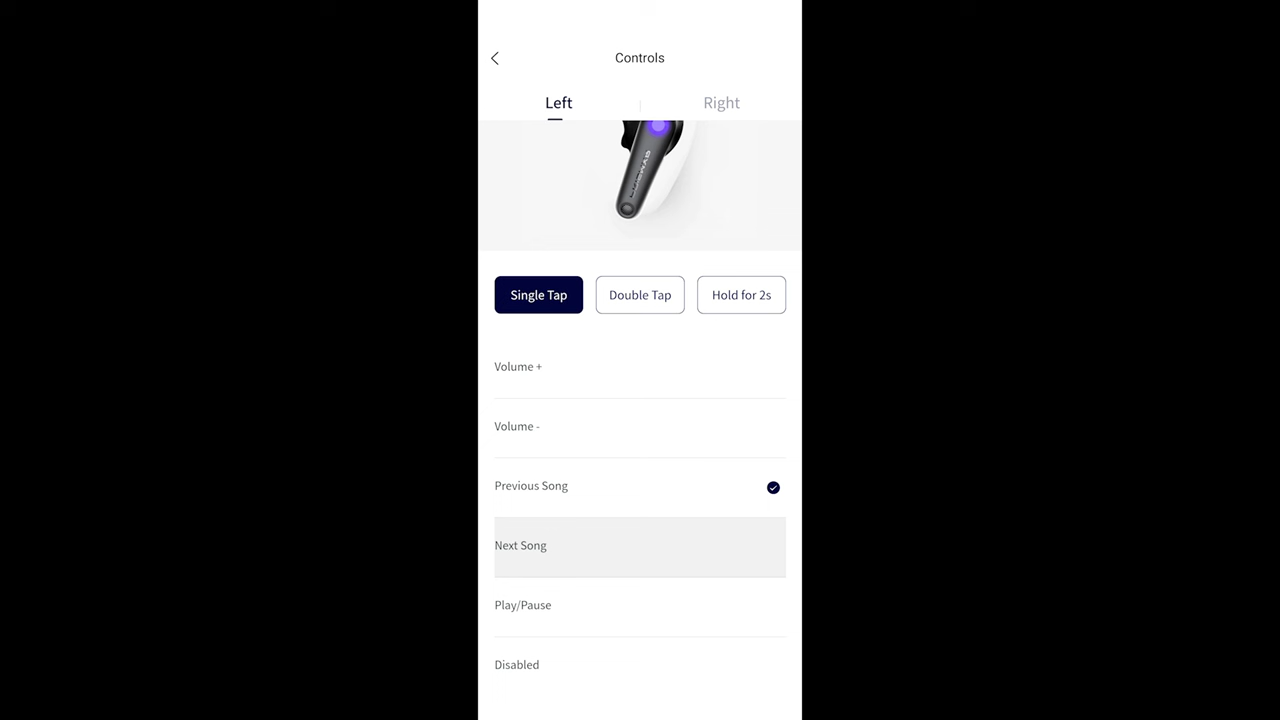 Controls
Left
Right
Single Tap
Double Tap
Hold for 2s
Volume +
Volume -
Previous Song
Next Song
Play/Pause
Disabled